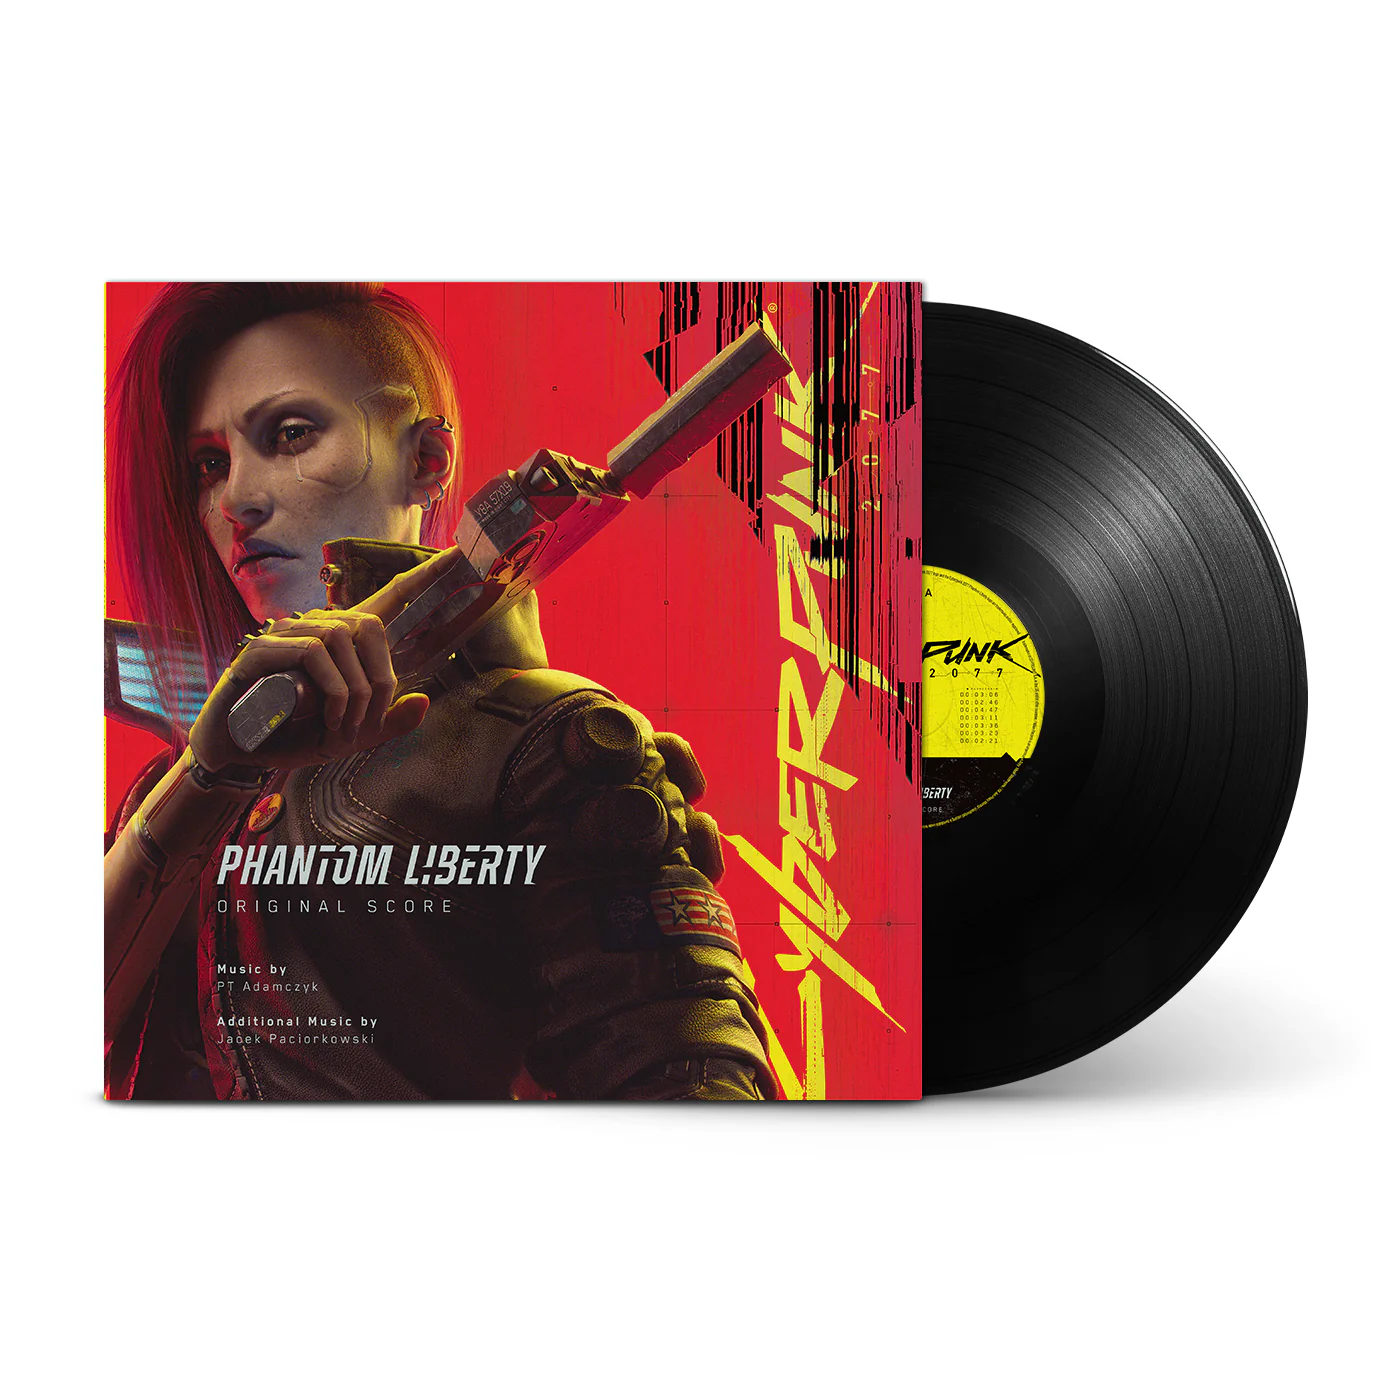 PHANTOM L!BERTY
ORIGINAL SCORE
Music by
PT Adamczyk
Additional Music by
Jacek Paciorkowski
CYBERPUNK
®
2077
A
PUNK
2077
00:03:08
00:02:46
00:04:47
00:03:11
00:03:36
00:03:23
00:02:21
BERTY
CORE